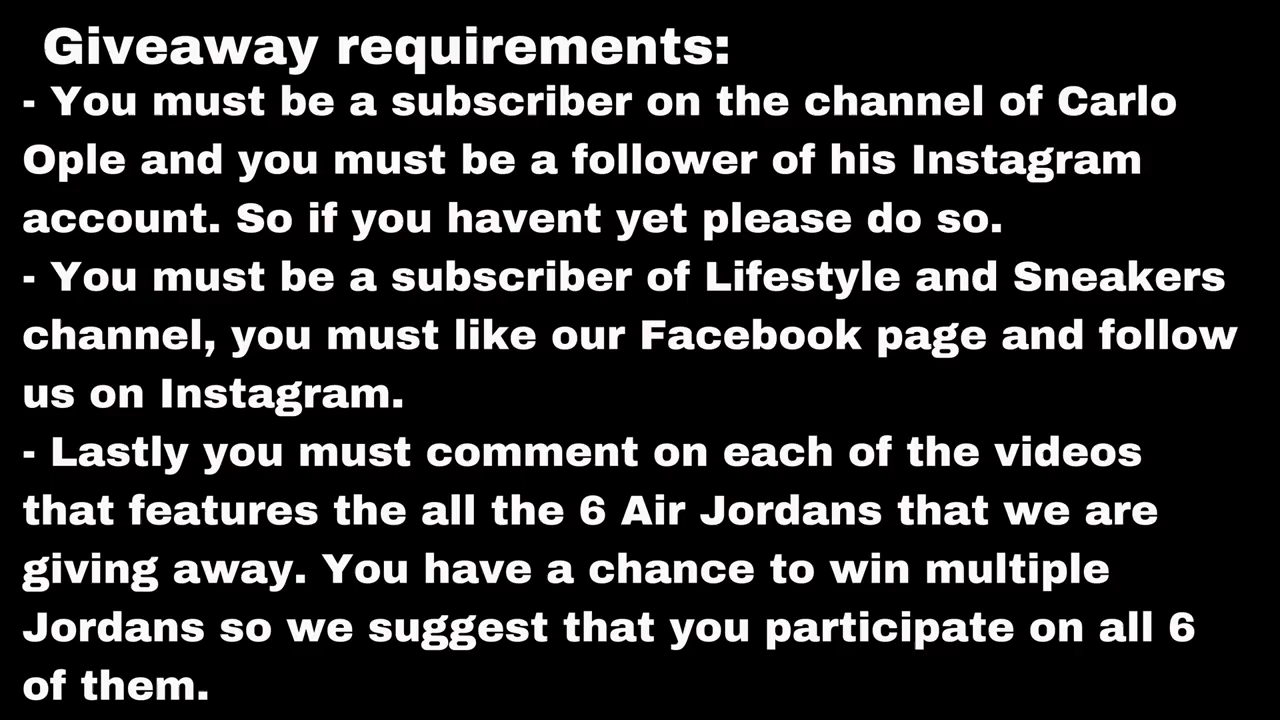 Giveaway requirements:
- You must be a subscriber on the channel of Carlo
Ople and you must be a follower of his Instagram
account. So if you havent yet please do so.
- You must be a subscriber of Lifestyle and Sneakers
channel, you must like our Facebook page and follow
us on Instagram.
- Lastly you must comment on each of the videos
that features the all the 6 Air Jordans that we are
giving away. You have a chance to win multiple
Jordans so we suggest that you participate on all 6
of them.